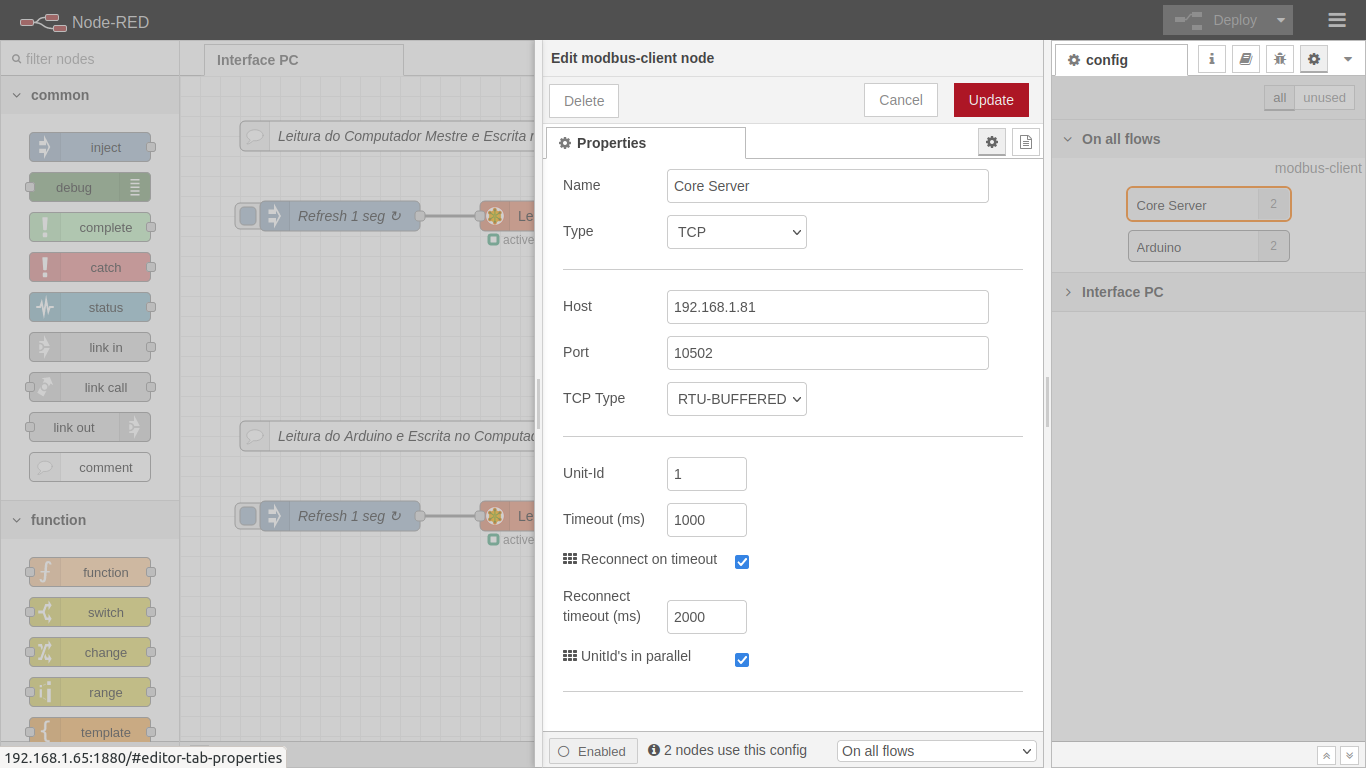 Node-RED
Deploy
filter nodes
Interface PC
common
inject
debug
complete
catch
status
link in
link call
link out
comment
function
function
switch
change
range
template
Leitura do Computador Mestre e Escrita
Refresh 1 seg ↻
Le
active
Leitura do Arduino e Escrita no Computad
Refresh 1 seg ↻
Le
active
Edit modbus-client node
Delete
Cancel
Update
Properties
Name
Core Server
Type
TCP
Host
192.168.1.81
Port
10502
TCP Type
RTU-BUFFERED
Unit-Id
1
Timeout (ms)
1000
Reconnect on timeout
Reconnect
timeout (ms)
2000
UnitId's in parallel
Enabled
2 nodes use this config
On all flows
config
all
unused
On all flows
modbus-client
Core Server
2
Arduino
2
Interface PC
192.168.1.65:1880/#editor-tab-properties